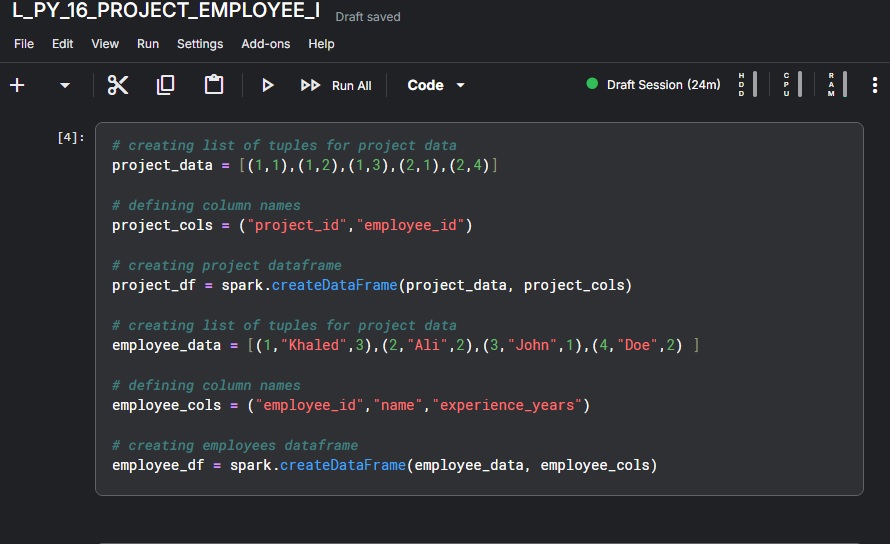 L_PY_16_PROJECT_EMPLOYEE_I Draft saved
File Edit View Run Settings Add-ons Help
Run All Code Draft Session (24m) HDD CPU RAM
[4]:
# creating list of tuples for project data
project_data = [(1,1),(1,2),(1,3),(2,1),(2,4)]
# defining column names
project_cols = ("project_id","employee_id")
# creating project dataframe
project_df = spark.createDataFrame(project_data, project_cols)
# creating list of tuples for project data
employee_data = [(1,"Khaled",3),(2,"Ali",2),(3,"John",1),(4,"Doe",2) ]
# defining column names
employee_cols = ("employee_id","name","experience_years")
# creating employees dataframe
employee_df = spark.createDataFrame(employee_data, employee_cols)